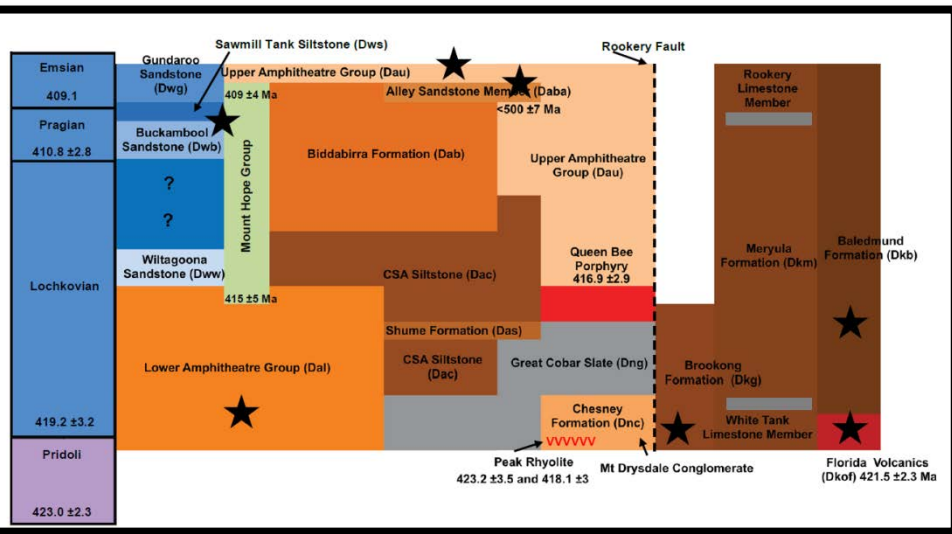 Sawmill Tank Siltstone (Dws)
Rookery Fault
Emsian
409.1
Pragian
410.8 ±2.8
Lochkovian
419.2 ±3.2
Pridoli
423.0 ±2.3
Gundaroo
Sandstone
(Dwg)
Buckambool
Sandstone (Dwb)
?
?
Wiltagoona
Sandstone (Dww)
Upper Amphitheatre Group (Dau)
409 ±4 Ma
Mount Hope Group
415 ±5 Ma
Alley Sandstone Member (Daba)
<500 ±7 Ma
Biddabirra Formation (Dab)
Upper Amphitheatre
Group (Dau)
CSA Siltstone (Dac)
Queen Bee
Porphyry
416.9 ±2.9
Shume Formation (Das)
Lower Amphitheatre Group (Dal)
CSA Siltstone
(Dac)
Great Cobar Slate (Dng)
Chesney
Formation (Dnc)
VVVVVV
Peak Rhyolite
423.2 ±3.5 and 418.1 ±3
Mt Drysdale Conglomerate
Rookery
Limestone
Member
Meryula
Formation (Dkm)
Baledmund
Formation (Dkb)
Brookong
Formation (Dkg)
White Tank
Limestone Member
Florida Volcanics
(Dkof) 421.5 ±2.3 Ma